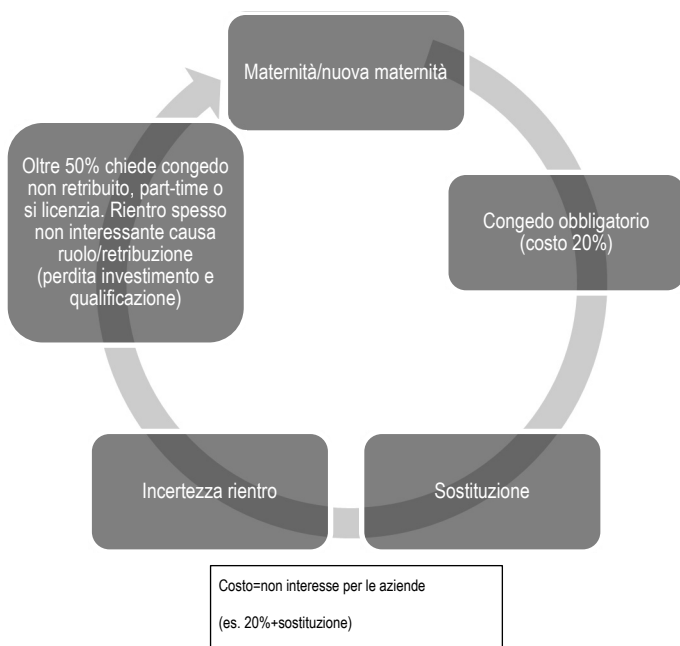 Maternità/nuova maternità
Oltre 50% chiede congedo
non retribuito, part-time o
si licenzia. Rientro spesso
non interessante causa
ruolo/retribuzione
(perdita investimento e
qualificazione)
Congedo obbligatorio
(costo 20%)
Incertezza rientro
Sostituzione
Costo=non interesse per le aziende
(es. 20%+sostituzione)